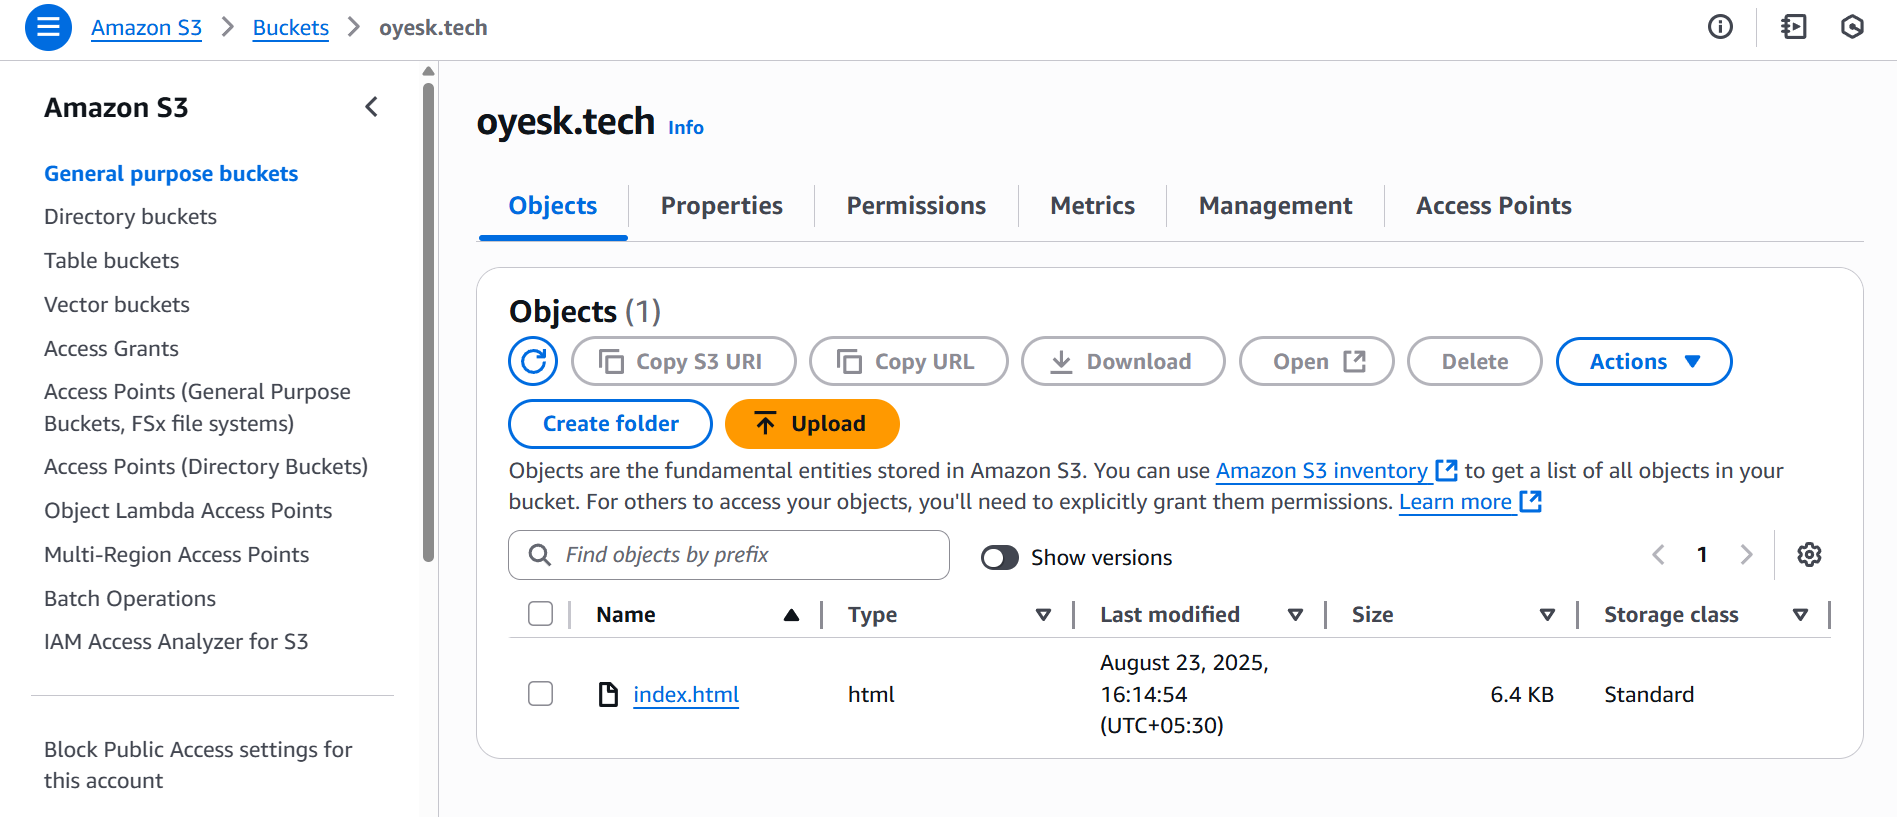 Amazon S3 > Buckets > oyesk.tech
Amazon S3
General purpose buckets
Directory buckets
Table buckets
Vector buckets
Access Grants
Access Points (General Purpose
Buckets, FSx file systems)
Access Points (Directory Buckets)
Object Lambda Access Points
Multi-Region Access Points
Batch Operations
IAM Access Analyzer for S3
Block Public Access settings for
this account
oyesk.tech Info
Objects Properties Permissions Metrics Management Access Points
Objects (1)
Copy S3 URI Copy URL Download Open Delete Actions
Create folder Upload
Objects are the fundamental entities stored in Amazon S3. You can use Amazon S3 inventory to get a list of all objects in your
bucket. For others to access your objects, you'll need to explicitly grant them permissions. Learn more
Find objects by prefix Show versions 1
Name Type Last modified Size Storage class
August 23, 2025,
index.html html 16:14:54 6.4 KB Standard
(UTC+05:30)